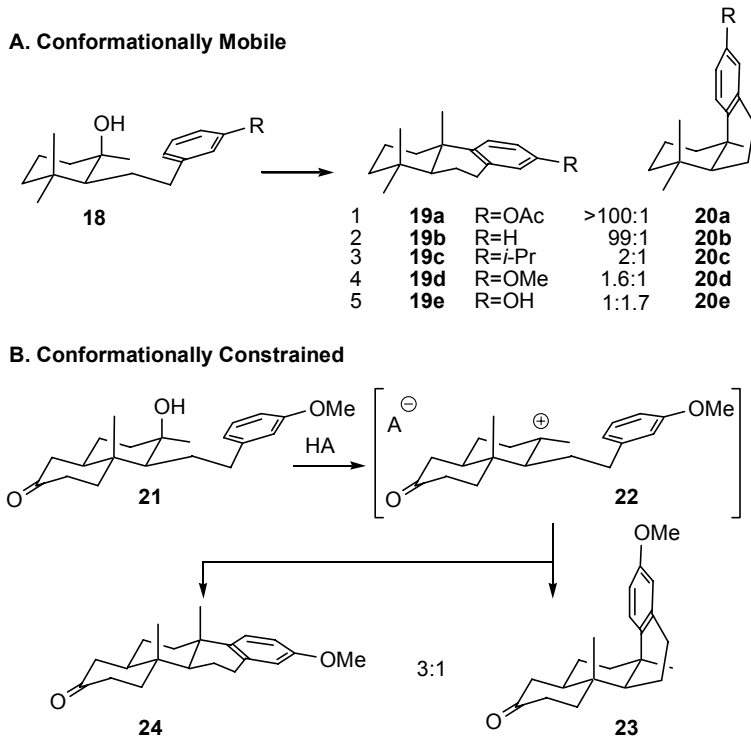 A. Conformationally Mobile
OH
R
R
R
18
1 19a R=OAc >100:1 20a
2 19b R=H 99:1 20b
3 19c R=i-Pr 2:1 20c
4 19d R=OMe 1.6:1 20d
5 19e R=OH 1:1.7 20e
B. Conformationally Constrained
OH
OMe
HA
A⊖
⊕
OMe
O
21
O
22
OMe
OMe
3:1
O
24
O
23